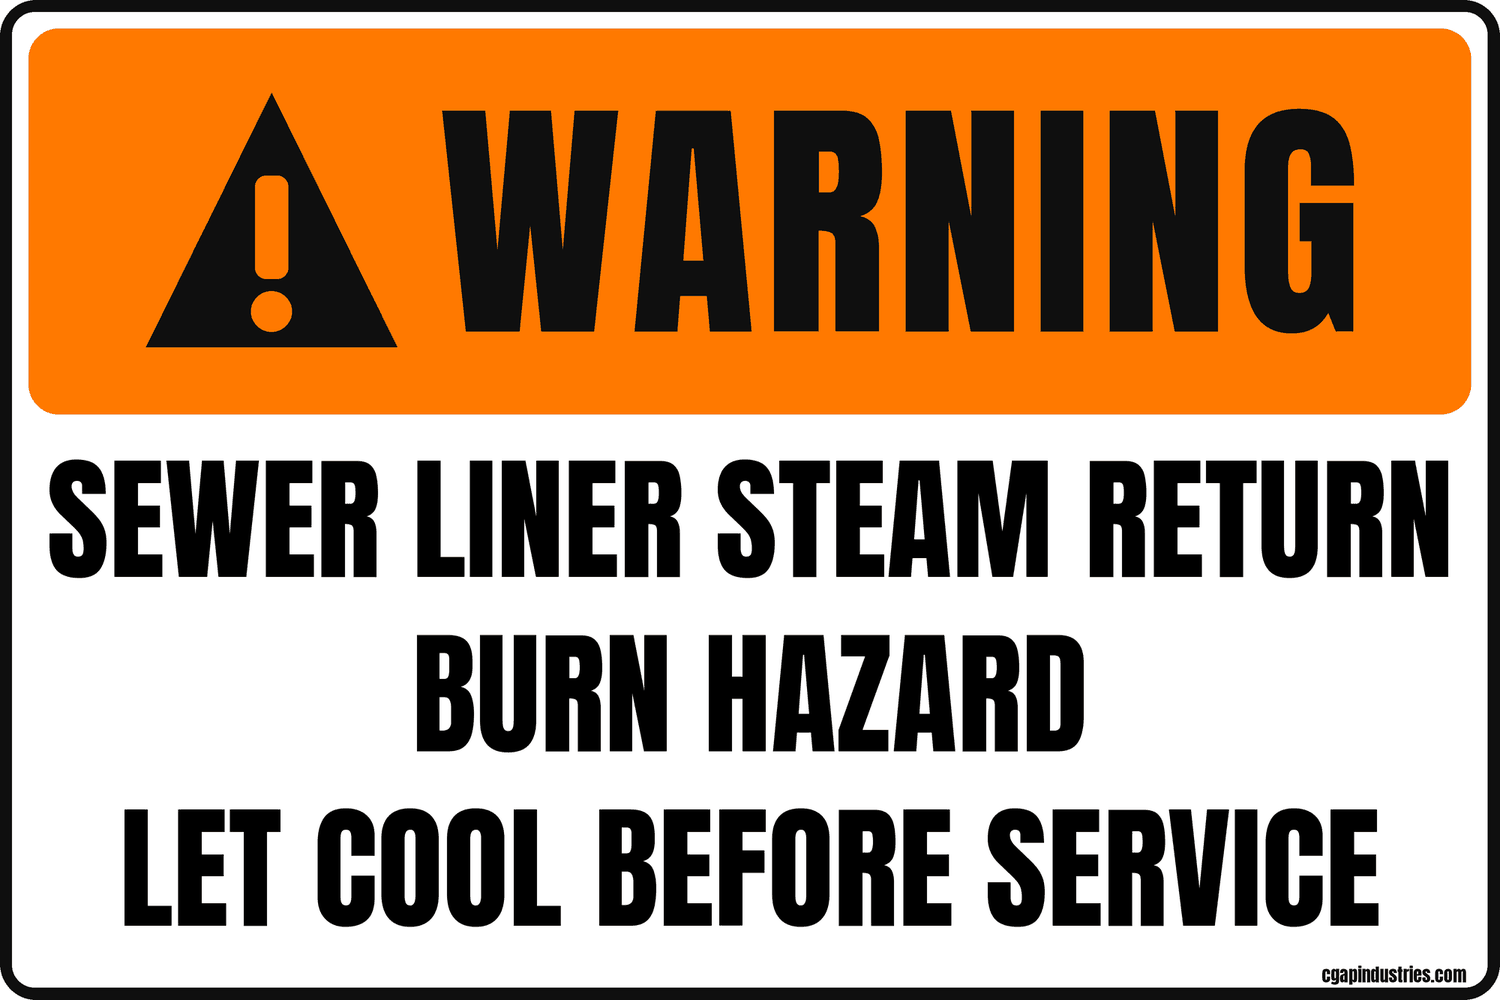 WARNING
SEWER LINER STEAM RETURN
BURN HAZARD
LET COOL BEFORE SERVICE
cgapindustries.com